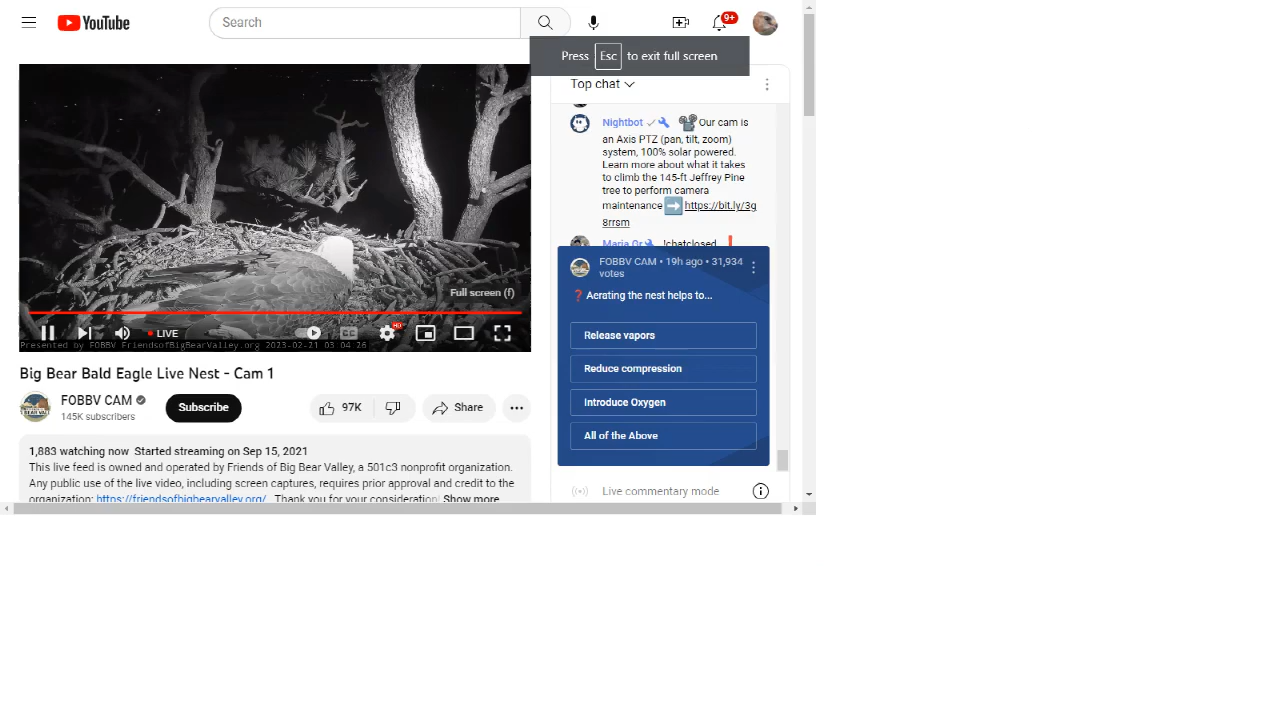 YouTube
Search
9+
Press Esc to exit full screen
Top chat
Nightbot Our cam is
an Axis PTZ (pan, tilt, zoom)
system, 100% solar powered.
Learn more about what it takes
to climb the 145-ft Jeffrey Pine
tree to perform camera
maintenance https://bit.ly/3g
8rrsm
Maria Or !chatclosed
FOBBV CAM • 19h ago • 31,934
votes
Aerating the nest helps to...
Release vapors
Reduce compression
Introduce Oxygen
All of the Above
Live commentary mode
Full screen (f)
LIVE
CC
HD
Presented by FOBBV FriendsofBigBearValley.org 2023-02-21 03 04 26
Big Bear Bald Eagle Live Nest - Cam 1
FOBBV CAM
145K subscribers
Subscribe
97K
Share
1,883 watching now Started streaming on Sep 15, 2021
This live feed is owned and operated by Friends of Big Bear Valley, a 501c3 nonprofit organization.
Any public use of the live video, including screen captures, requires prior approval and credit to the
organization: https://friendsofbigbearvalley.org/ . Thank you for your consideration! Show more